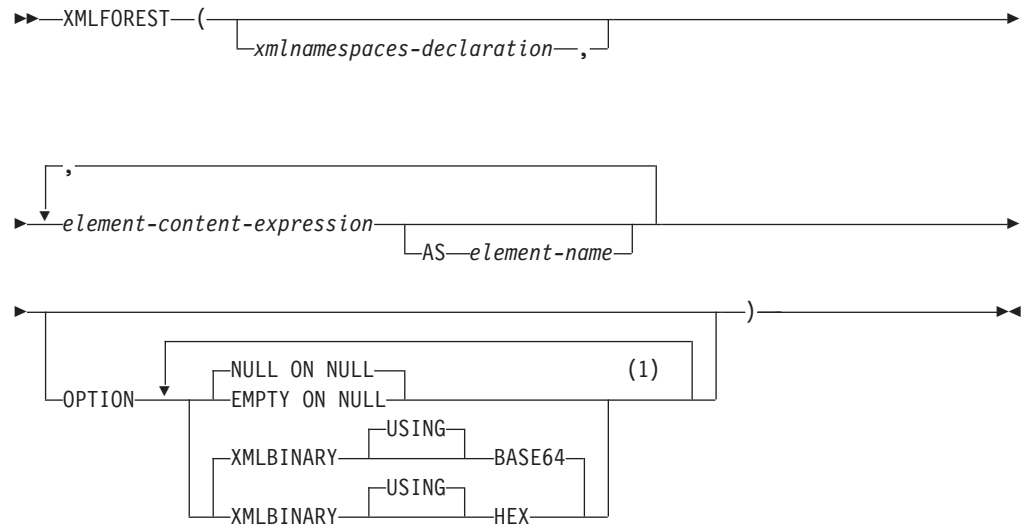 XMLFOREST (
xmlnamespaces-declaration ,
,
element-content-expression
AS element-name
)
NULL ON NULL (1)
OPTION EMPTY ON NULL
USING
XMLBINARY BASE64
USING
XMLBINARY HEX